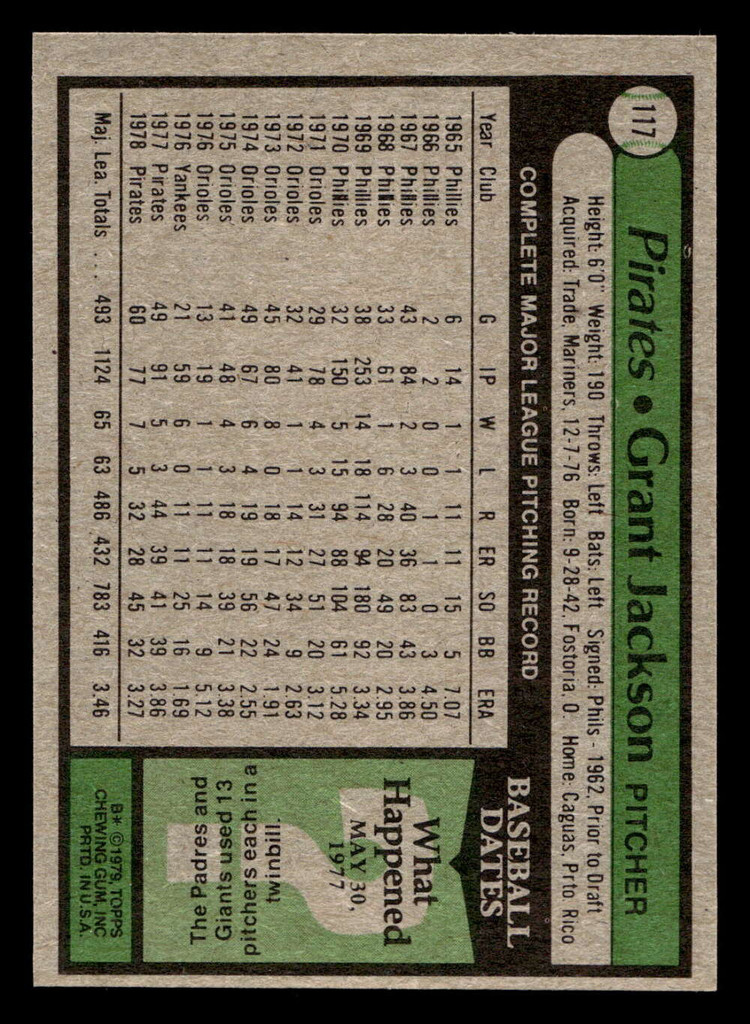 117
Pirates • Grant Jackson PITCHER
Height: 6'0" Weight: 190 Throws: Left Bats: Left Signed: Phils - 1962, Prior to Draft
Acquired: Trade, Mariners, 12-7-76 Born: 9-28-42, Fostoria, O. Home: Caguas, Prto Rico
COMPLETE MAJOR LEAGUE PITCHING RECORD
Year Club G IP W L R ER SO BB ERA
1965 Phillies 6 14 1 1 11 11 15 5 7.07
1966 Phillies 2 2 0 0 1 1 0 3 4.50
1967 Phillies 43 84 2 3 40 36 83 43 3.86
1968 Phillies 33 61 1 6 28 20 49 20 2.95
1969 Phillies 38 253 14 18 114 94 180 92 3.34
1970 Phillies 32 150 5 15 94 88 104 61 5.28
1971 Orioles 29 78 4 3 31 27 51 20 3.12
1972 Orioles 32 41 1 1 14 12 34 9 2.63
1973 Orioles 45 80 8 0 18 17 47 24 1.91
1974 Orioles 49 67 6 4 19 19 56 22 2.55
1975 Orioles 41 48 4 3 18 18 39 21 3.38
1976 Orioles 13 19 1 1 11 11 14 9 5.12
1976 Yankees 21 59 6 0 11 11 25 16 1.69
1977 Pirates 49 91 5 3 44 39 41 39 3.86
1978 Pirates 60 77 7 5 32 28 45 32 3.27
Maj. Lea. Totals . . . 493 1124 65 63 486 432 783 416 3.46
BASEBALL
DATES
What
Happened
MAY 30,
1977
?
The Padres and
Giants used 13
pitchers each in a
twinbill.
B* © 1979, TOPPS
CHEWING GUM, INC
PRTD. IN U.S.A.